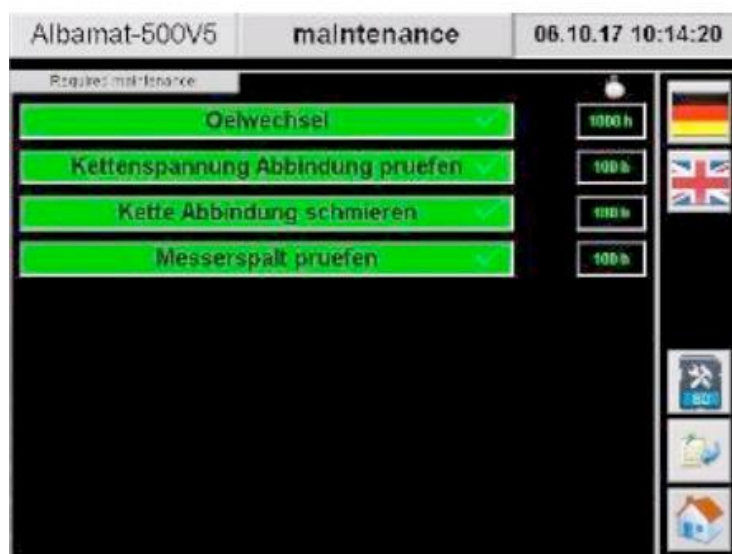 Albamat-500V5
maintenance
06.10.17 10:14:20
Required maintenance
Oelwechsel
1000 h
Kettenspannung Abbindung pruefen
100 h
Kette Abbindung schmieren
100 h
Messerspalt pruefen
100 h
SD